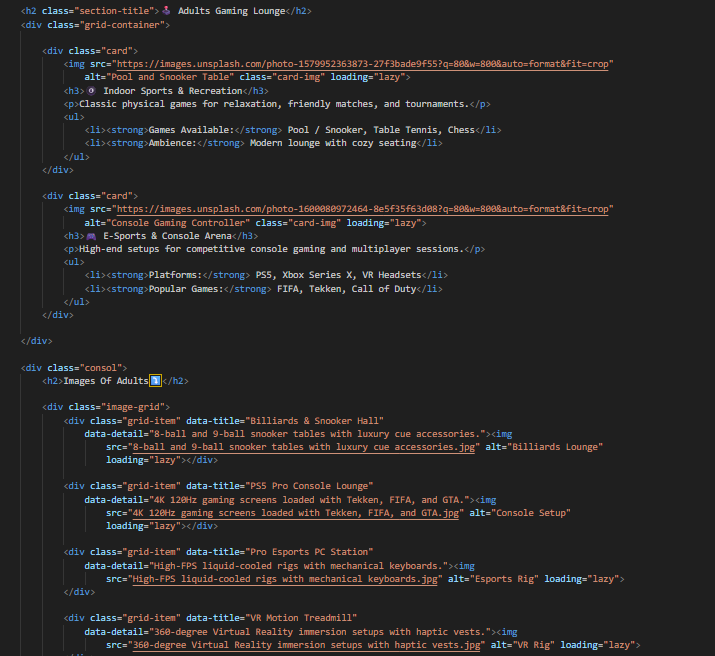 <h2 class="section-title">🕹️ Adults Gaming Lounge</h2>
<div class="grid-container">
<div class="card">
<img src="https://images.unsplash.com/photo-1579952363873-27f3bade9f55?q=80&w=800&auto=format&fit=crop"
alt="Pool and Snooker Table" class="card-img" loading="lazy">
<h3>🎱 Indoor Sports & Recreation</h3>
<p>Classic physical games for relaxation, friendly matches, and tournaments.</p>
<ul>
<li><strong>Games Available:</strong> Pool / Snooker, Table Tennis, Chess</li>
<li><strong>Ambience:</strong> Modern lounge with cozy seating</li>
</ul>
</div>
<div class="card">
<img src="https://images.unsplash.com/photo-1600080972464-8e5f35f63d08?q=80&w=800&auto=format&fit=crop"
alt="Console Gaming Controller" class="card-img" loading="lazy">
<h3>🎮 E-Sports & Console Arena</h3>
<p>High-end setups for competitive console gaming and multiplayer sessions.</p>
<ul>
<li><strong>Platforms:</strong> PS5, Xbox Series X, VR Headsets</li>
<li><strong>Popular Games:</strong> FIFA, Tekken, Call of Duty</li>
</ul>
</div>
</div>
<div class="consol">
<h2>Images Of Adults⤵️</h2>
<div class="image-grid">
<div class="grid-item" data-title="Billiards & Snooker Hall"
data-detail="8-ball and 9-ball snooker tables with luxury cue accessories."><img
src="8-ball and 9-ball snooker tables with luxury cue accessories.jpg" alt="Billiards Lounge"
loading="lazy"></div>
<div class="grid-item" data-title="PS5 Pro Console Lounge"
data-detail="4K 120Hz gaming screens loaded with Tekken, FIFA, and GTA."><img
src="4K 120Hz gaming screens loaded with Tekken, FIFA, and GTA.jpg" alt="Console Setup"
loading="lazy"></div>
<div class="grid-item" data-title="Pro Esports PC Station"
data-detail="High-FPS liquid-cooled rigs with mechanical keyboards."><img
src="High-FPS liquid-cooled rigs with mechanical keyboards.jpg" alt="Esports Rig" loading="lazy">
</div>
<div class="grid-item" data-title="VR Motion Treadmill"
data-detail="360-degree Virtual Reality immersion setups with haptic vests."><img
src="360-degree Virtual Reality immersion setups with haptic vests.jpg" alt="VR Rig" loading="lazy">